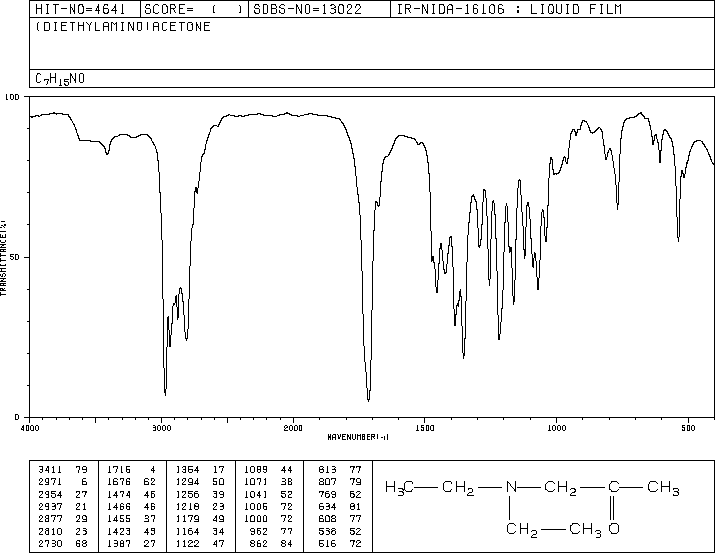 HIT-NO=4641 SCORE= ( ) SDBS-NO=13022 IR-NIDA-16106 : LIQUID FILM
(DIETHYLAMINO)ACETONE
C7H15NO
100
50
0
TRANSMITTANCE(%)
4000 3000 2000 1500 1000 500
WAVENUMBER(-1)
3411 79 1716 4 1354 17 1089 44 813 77
2971 6 1676 62 1294 50 1071 38 807 79
2954 27 1474 46 1256 39 1041 52 769 62
2937 21 1466 46 1218 23 1006 72 634 81
2877 29 1455 37 1179 49 1000 72 608 77
2810 23 1423 43 1164 34 962 77 538 52
2730 68 1387 27 1122 47 862 84 516 72
H3C CH2 N CH2 C CH3
CH2 CH3 O